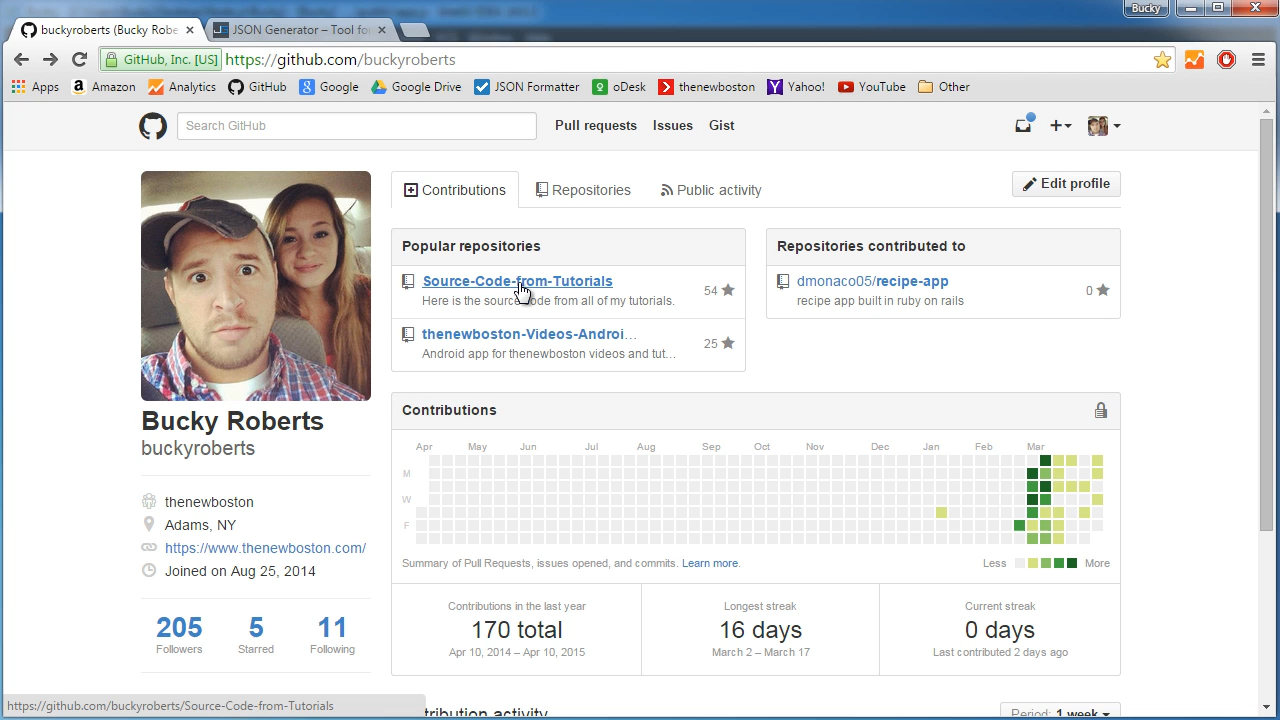 Bucky
buckyroberts (Bucky Robe
JSON Generator – Tool fo
GitHub, Inc. [US]
https://github.com/buckyroberts
Apps
Amazon
Analytics
GitHub
Google
Google Drive
JSON Formatter
oDesk
thenewboston
Yahoo!
YouTube
Other
Search GitHub
Pull requests
Issues
Gist
Contributions
Repositories
Public activity
Edit profile
Popular repositories
Source-Code-from-Tutorials
Here is the source code from all of my tutorials.
54
thenewboston-Videos-Androi…
Android app for thenewboston videos and tut…
25
Repositories contributed to
dmonaco05/recipe-app
recipe app built in ruby on rails
0
Bucky Roberts
buckyroberts
thenewboston
Adams, NY
https://www.thenewboston.com/
Joined on Aug 25, 2014
205
Followers
5
Starred
11
Following
Contributions
Apr May Jun Jul Aug Sep Oct Nov Dec Jan Feb Mar
M
W
F
Summary of Pull Requests, issues opened, and commits. Learn more.
Less
More
Contributions in the last year
170 total
Apr 10, 2014 – Apr 10, 2015
Longest streak
16 days
March 2 – March 17
Current streak
0 days
Last contributed 2 days ago
tribution activity
Period: 1 week
https://github.com/buckyroberts/Source-Code-from-Tutorials